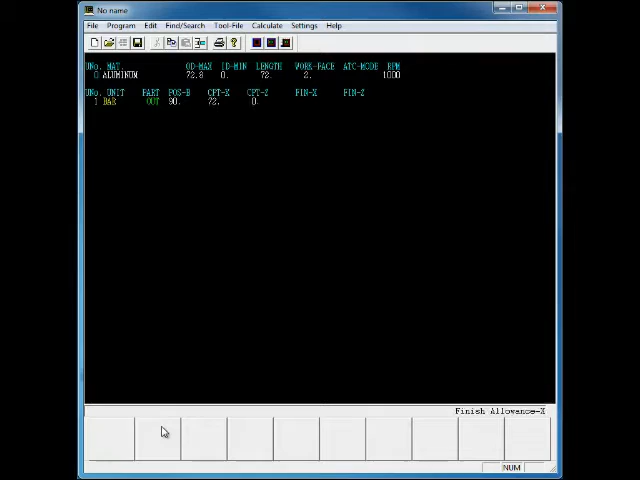 No name
File Program Edit Find/Search Tool-File Calculate Settings Help
UNo. MAT. OD-MAX ID-MIN LENGTH WORK-FACE ATC-MODE RPM
0 ALUMINUM 72.8 0. 72. 2. 1000
UNo. UNIT PART POS-B CPT-X CPT-Z FIN-X FIN-Z
1 BAR OUT 90. 72. 0
Finish Allowance-X
NUM